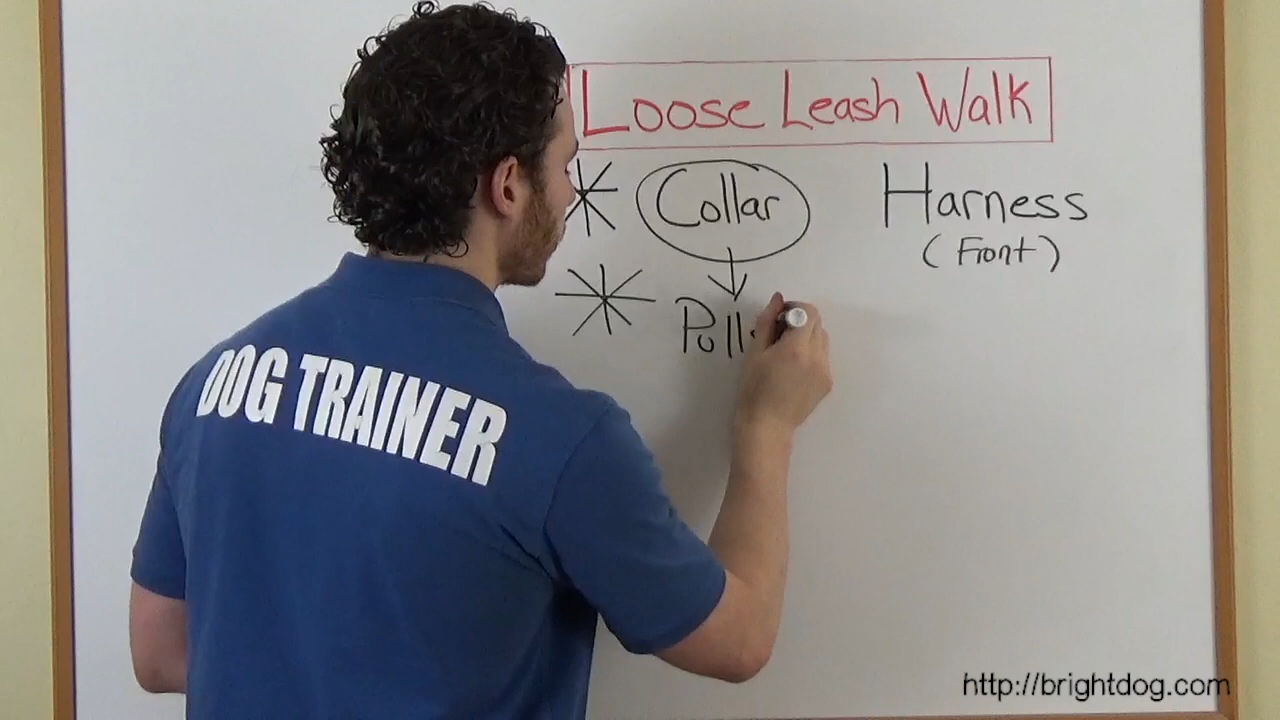 Loose Leash Walk
Collar Harness
(Front)
Pull
DOG TRAINER
http://brightdog.com